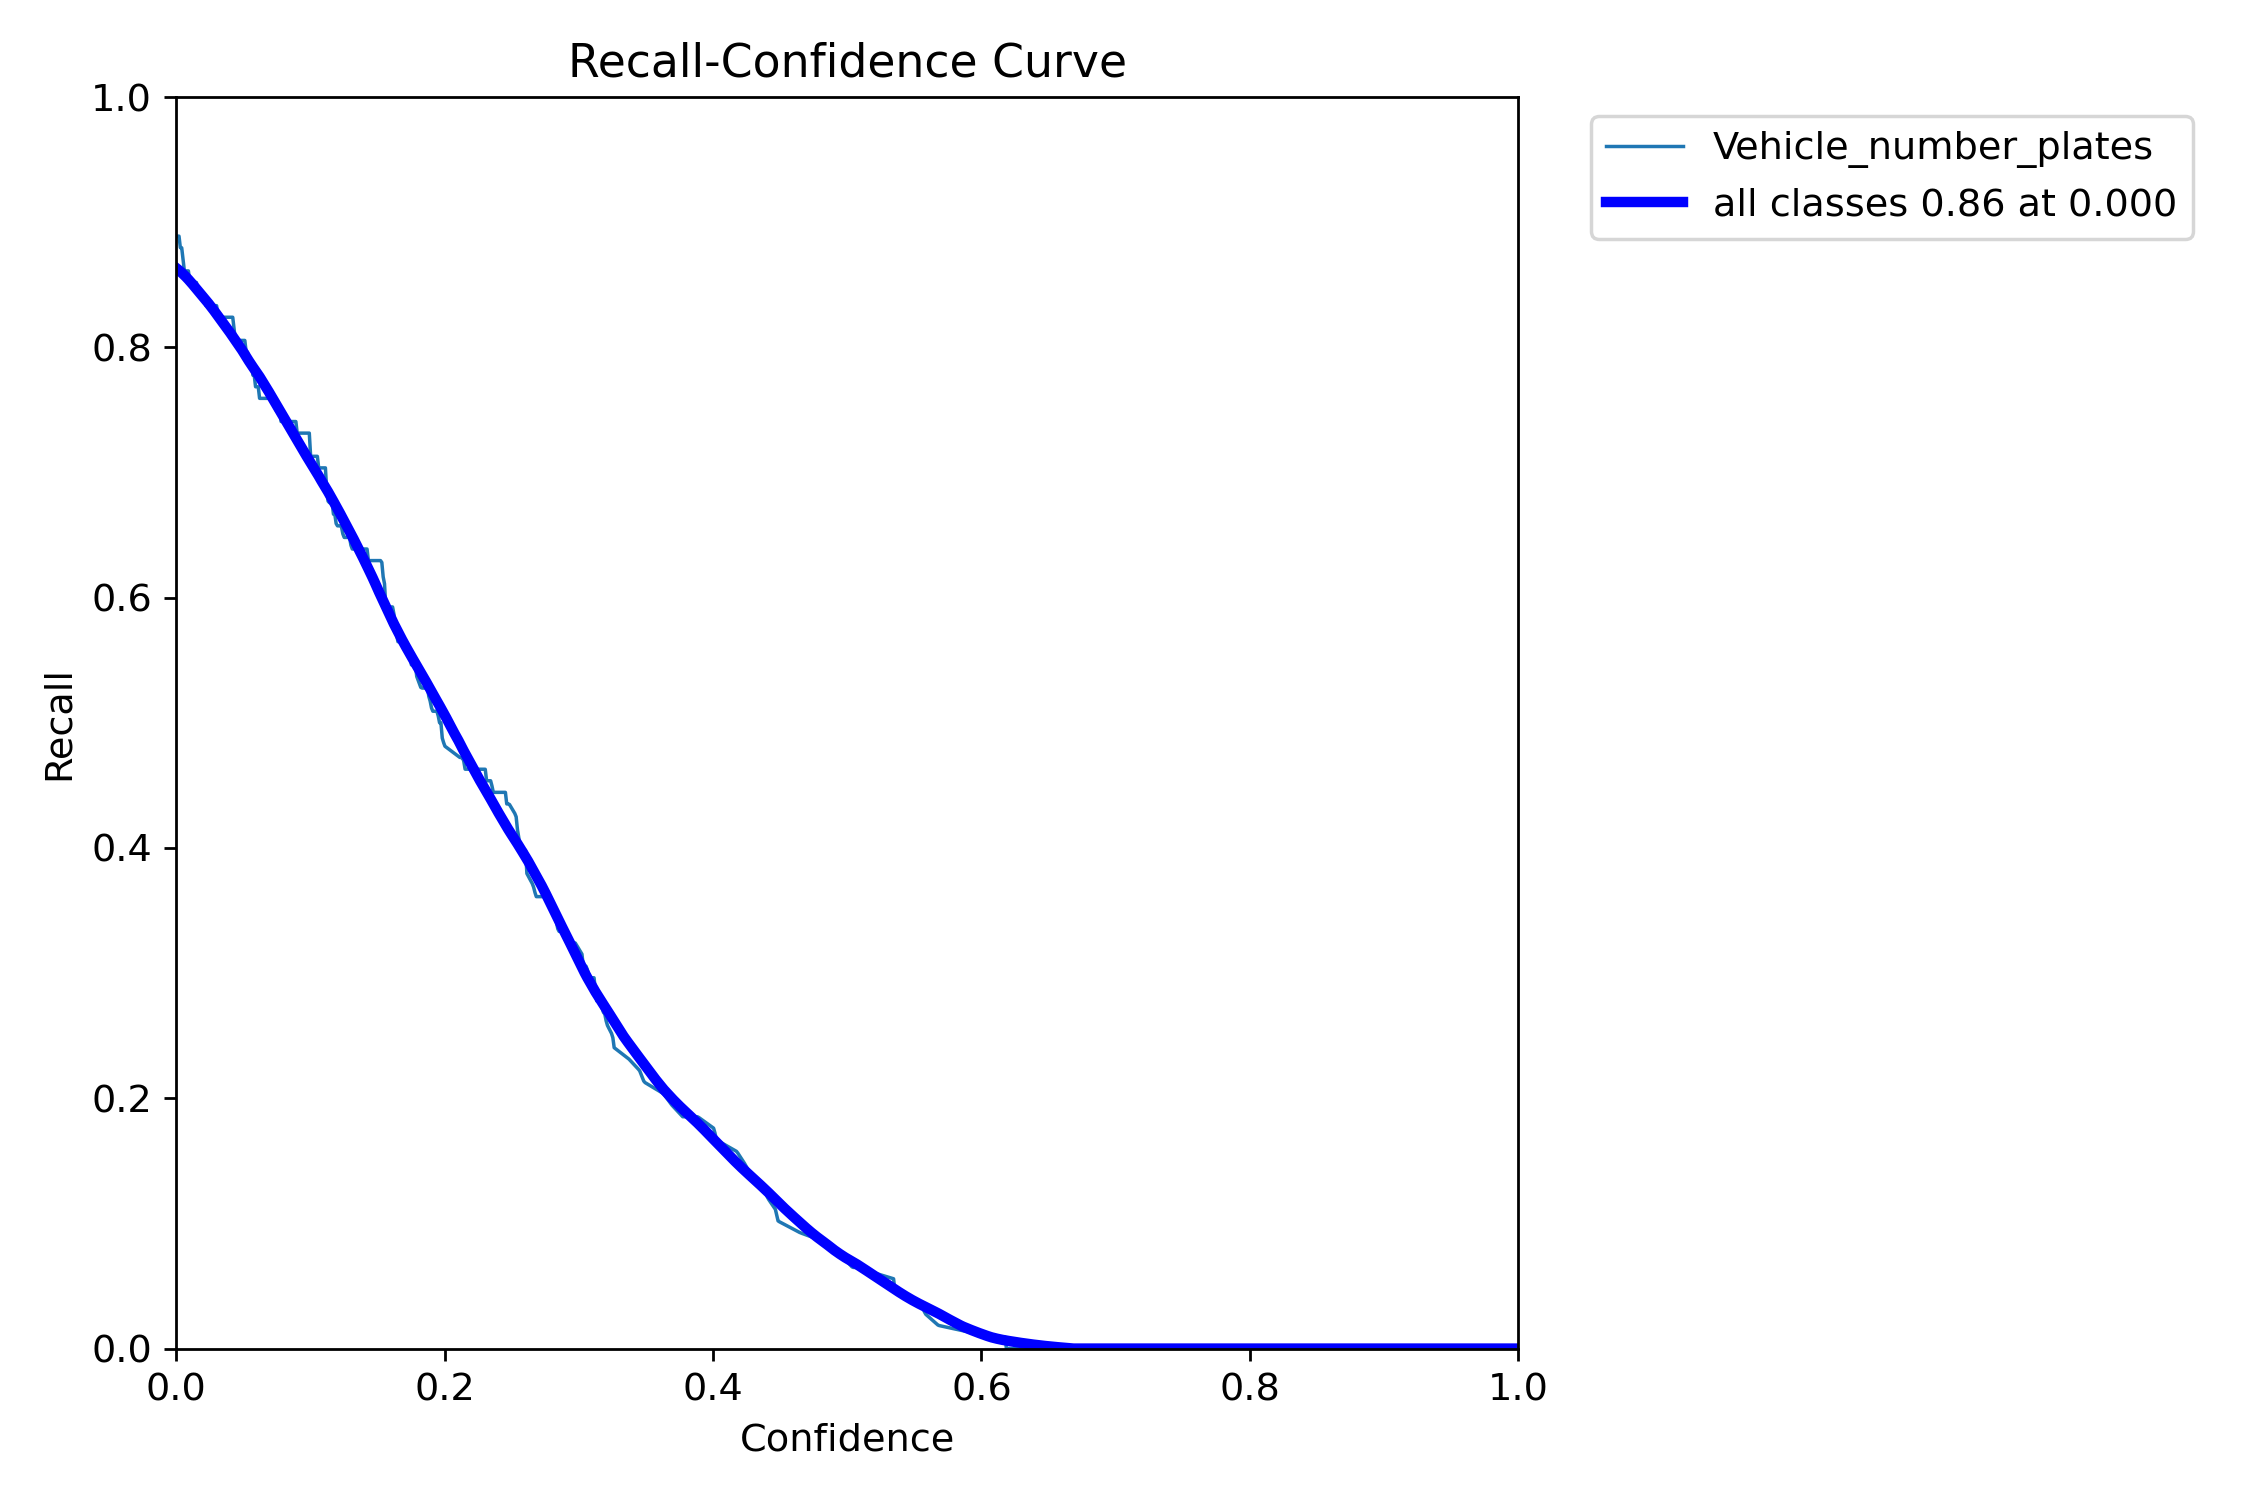 Recall-Confidence Curve
1.0
0.8
0.6
0.4
0.2
0.0
Recall
0.0 0.2 0.4 0.6 0.8 1.0
Confidence
Vehicle_number_plates
all classes 0.86 at 0.000